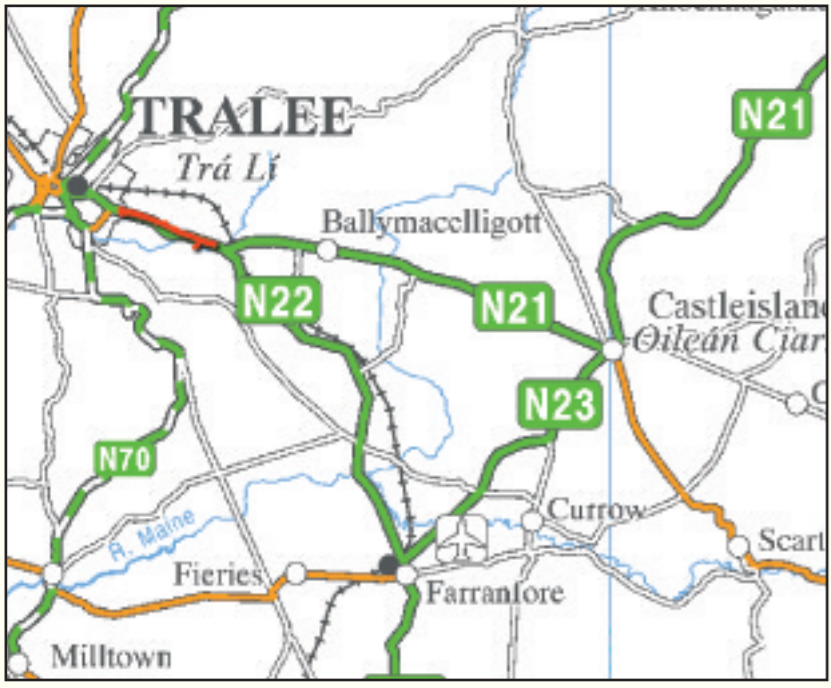 N21
TRALEE
Trá Lí
Ballymacelligott
N22
N21
Castleislan
Oileán Ciar
N23
C
N70
Currow
R. Maine
Scart
Fieries
Farranfore
Milltown